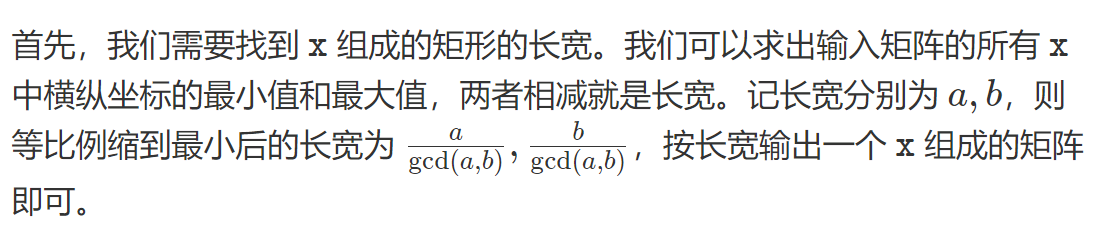 首先，我们需要找到 x 组成的矩形的长宽。我们可以求出输入矩阵的所有 x
中横纵坐标的最小值和最大值，两者相减就是长宽。记长宽分别为 a, b，则
等比例缩到最小后的长宽为 a/gcd(a,b), b/gcd(a,b)，按长宽输出一个 x 组成的矩阵
即可。